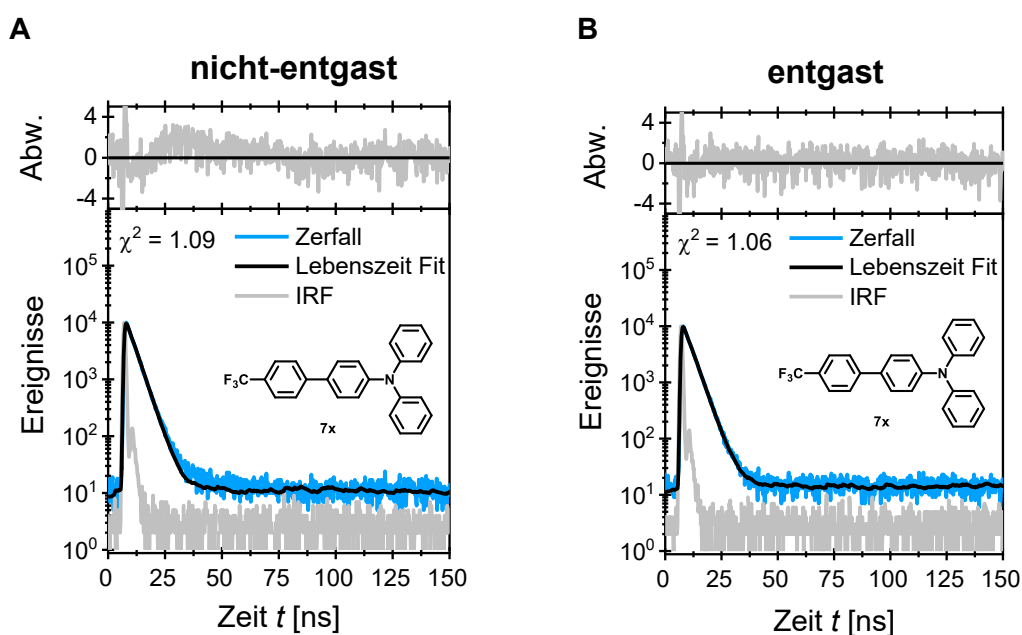 A
nicht-entgast
Abw.
4
0
-4
χ² = 1.09
Zerfall
Lebenszeit Fit
IRF
Ereignisse
10⁵
10⁴
10³
10²
10¹
10⁰
F₃C
N
7x
0 25 50 75 100 125 150
Zeit t [ns]
B
entgast
Abw.
4
0
-4
χ² = 1.06
Zerfall
Lebenszeit Fit
IRF
Ereignisse
10⁵
10⁴
10³
10²
10¹
10⁰
F₃C
N
7x
0 25 50 75 100 125 150
Zeit t [ns]